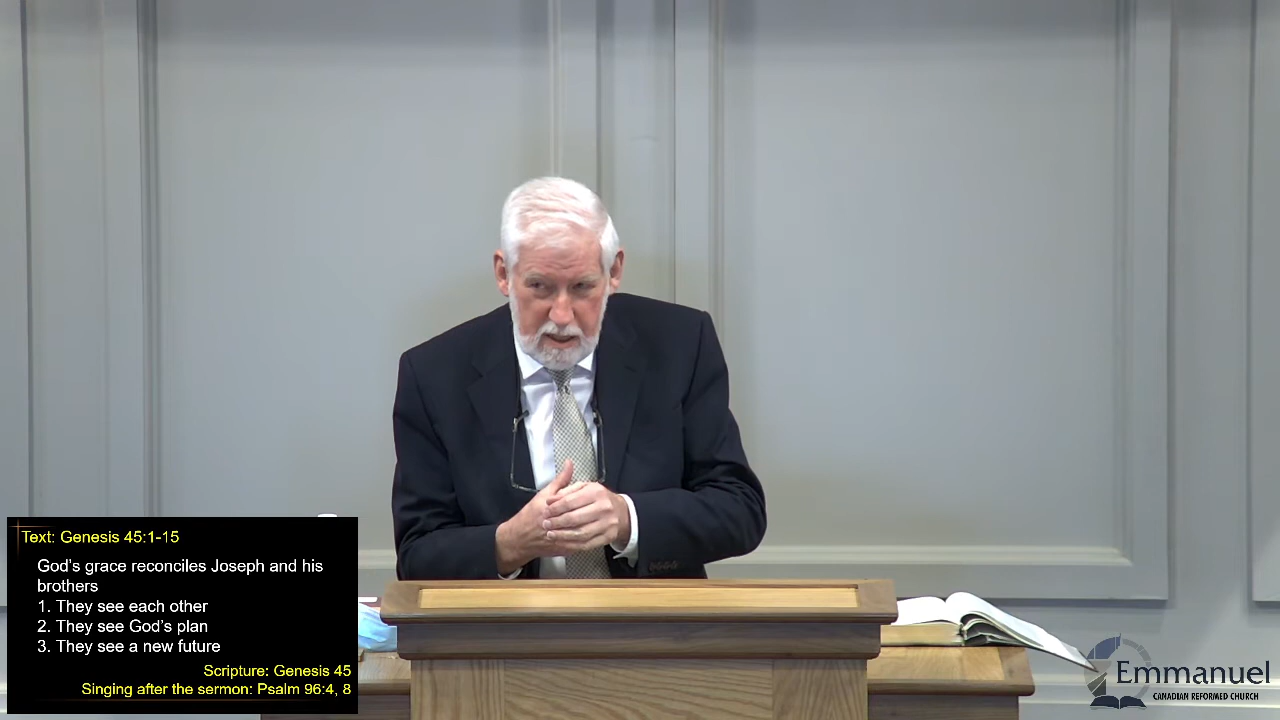 Text: Genesis 45:1-15
God's grace reconciles Joseph and his
brothers
1. They see each other
2. They see God's plan
3. They see a new future
Scripture: Genesis 45
Singing after the sermon: Psalm 96:4, 8
Emmanuel
CANADIAN REFORMED CHURCH